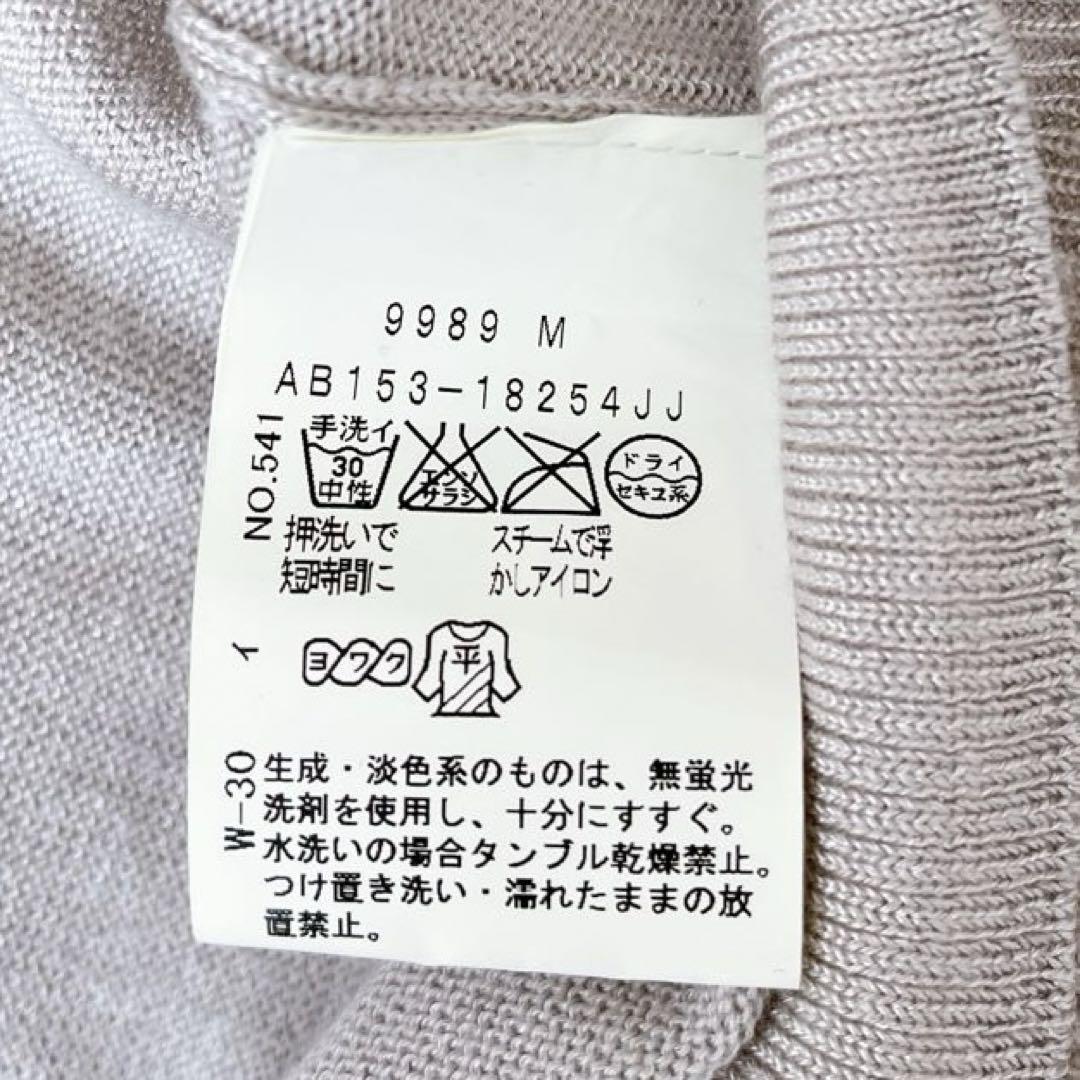 9989 M
AB153-18254JJ
NO.541
手洗イ
30
中性
エンソ
サラシ
ドライ
セキユ系
押洗いで
短時間に
スチームで浮
かしアイロン
イ
ヨワク
平
W-30
生成・淡色系のものは、無蛍光
洗剤を使用し、十分にすすぐ。
水洗いの場合タンブル乾燥禁止。
つけ置き洗い・濡れたままの放
置禁止。